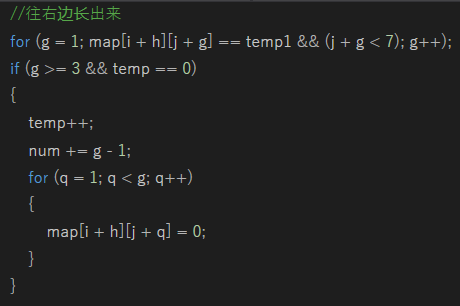 //往右边长出来
for (g = 1; map[i + h][j + g] == temp1 && (j + g < 7); g++);
if (g >= 3 && temp == 0)
{
temp++;
num += g - 1;
for (q = 1; q < g; q++)
{
map[i + h][j + q] = 0;
}
}